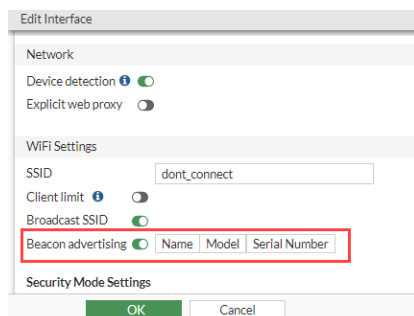 Edit Interface
Network
Device detection
Explicit web proxy
WiFi Settings
SSID dont_connect
Client limit
Broadcast SSID
Beacon advertising Name Model Serial Number
Security Mode Settings
OK Cancel